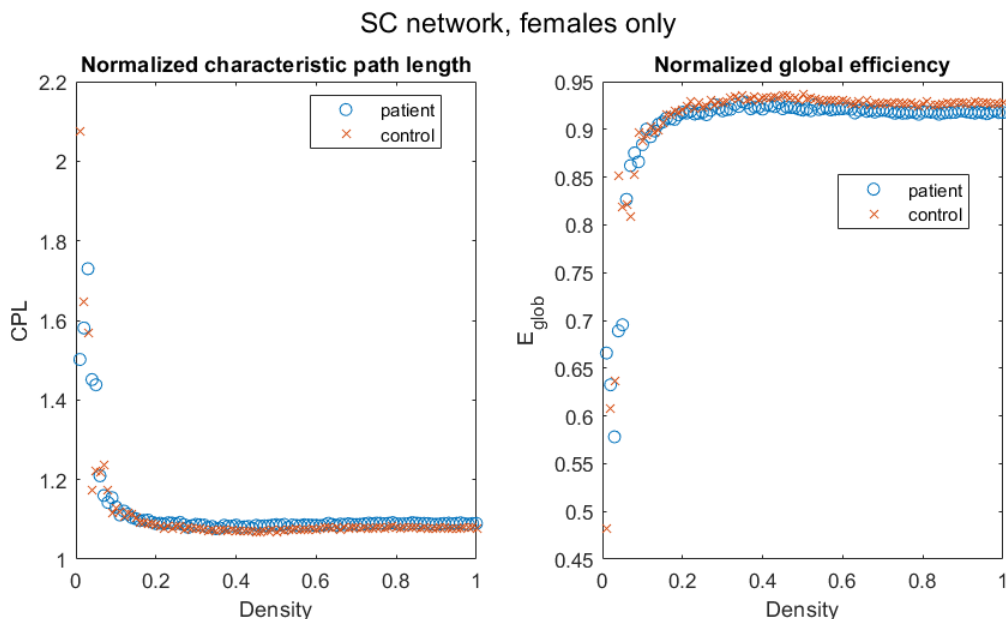 SC network, females only
Normalized characteristic path length
2.2
2
1.8
1.6
1.4
1.2
1
CPL
0 0.2 0.4 0.6 0.8 1
Density
patient
control
Normalized global efficiency
0.95
0.9
0.85
0.8
0.75
0.7
0.65
0.6
0.55
0.5
0.45
E_glob
0 0.2 0.4 0.6 0.8 1
Density
patient
control